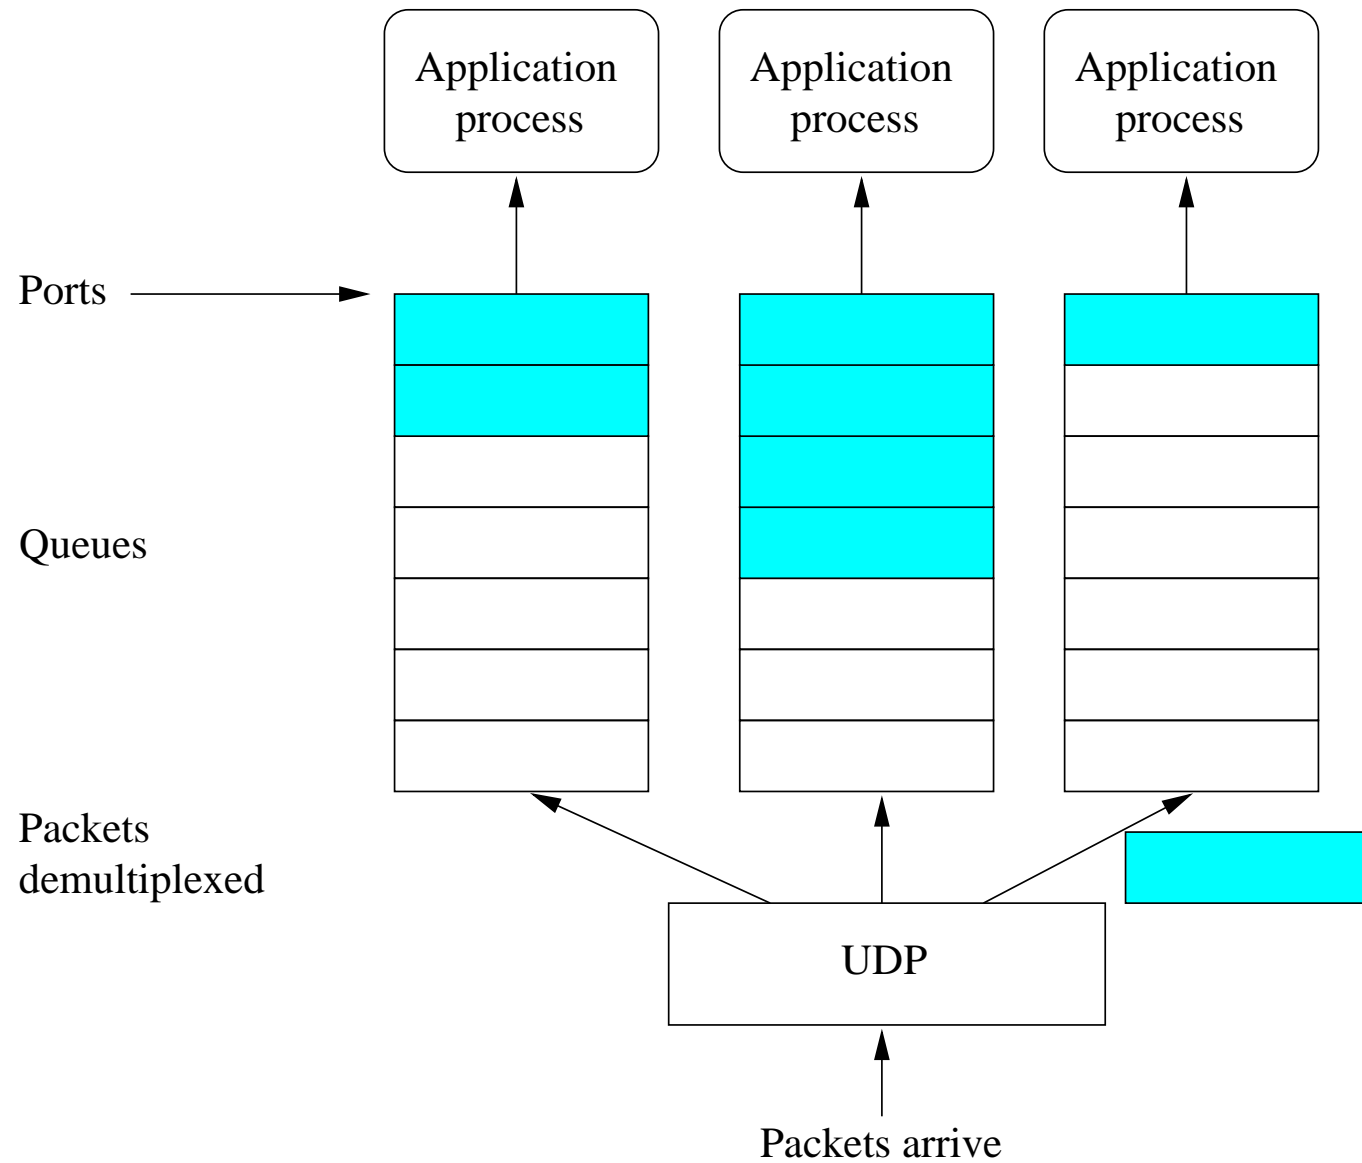 Application
process
Application
process
Application
process
Ports
Queues
Packets
demultiplexed
UDP
Packets arrive